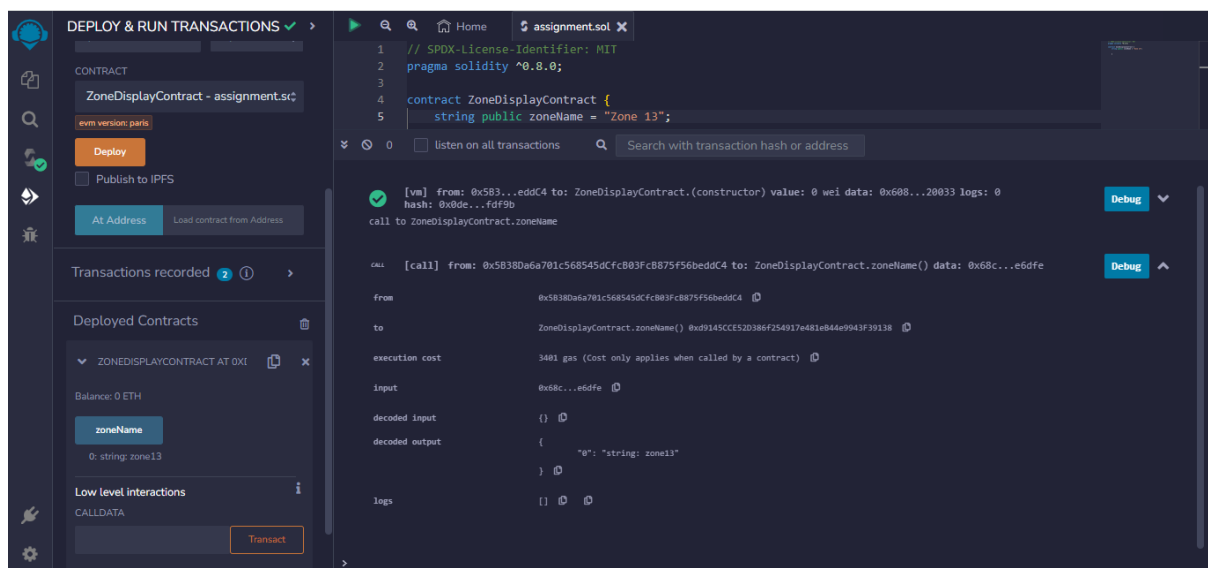 DEPLOY & RUN TRANSACTIONS
CONTRACT
ZoneDisplayContract - assignment.sc
evm version: paris
Deploy
Publish to IPFS
At Address Load contract from Address
Transactions recorded 2 i
Deployed Contracts
ZONEDISPLAYCONTRACT AT 0XI
Balance: 0 ETH
zoneName
0: string: zone13
Low level interactions i
CALLDATA
Transact
Home assignment.sol
1 // SPDX-License-Identifier: MIT
2 pragma solidity ^0.8.0;
3
4 contract ZoneDisplayContract {
5 string public zoneName = "Zone 13";
0 listen on all transactions Search with transaction hash or address
[vm] from: 0x5B3...eddC4 to: ZoneDisplayContract.(constructor) value: 0 wei data: 0x608...20033 logs: 0
hash: 0x0de...fdf9b
Debug
call to ZoneDisplayContract.zoneName
CALL [call] from: 0x5B38Da6a701c568545dCfcB03FcB875f56beddC4 to: ZoneDisplayContract.zoneName() data: 0x68c...e6dfe
Debug
from 0x5B38Da6a701c568545dCfcB03FcB875f56beddC4
to ZoneDisplayContract.zoneName() 0xd9145CCE52D386f254917e481eB44e9943F39138
execution cost 3401 gas (Cost only applies when called by a contract)
input 0x68c...e6dfe
decoded input {}
decoded output {
"0": "string: zone13"
}
logs []
>